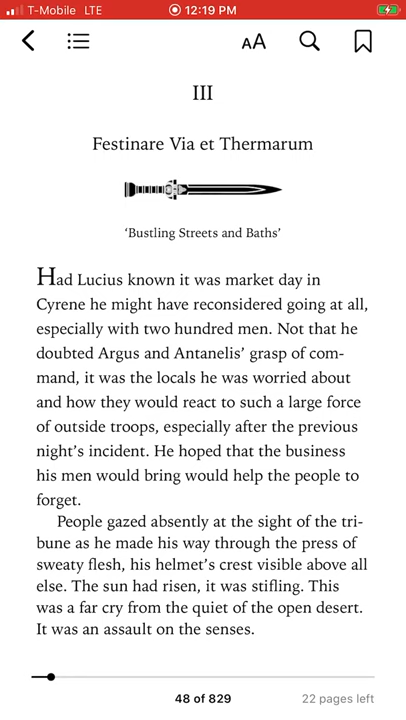 T-Mobile LTE 12:19 PM
AA
III
Festinare Via et Thermarum
‘Bustling Streets and Baths’
Had Lucius known it was market day in
Cyrene he might have reconsidered going at all,
especially with two hundred men. Not that he
doubted Argus and Antanelis’ grasp of com-
mand, it was the locals he was worried about
and how they would react to such a large force
of outside troops, especially after the previous
night’s incident. He hoped that the business
his men would bring would help the people to
forget.
People gazed absently at the sight of the tri-
bune as he made his way through the press of
sweaty flesh, his helmet’s crest visible above all
else. The sun had risen, it was stifling. This
was a far cry from the quiet of the open desert.
It was an assault on the senses.
48 of 829 22 pages left